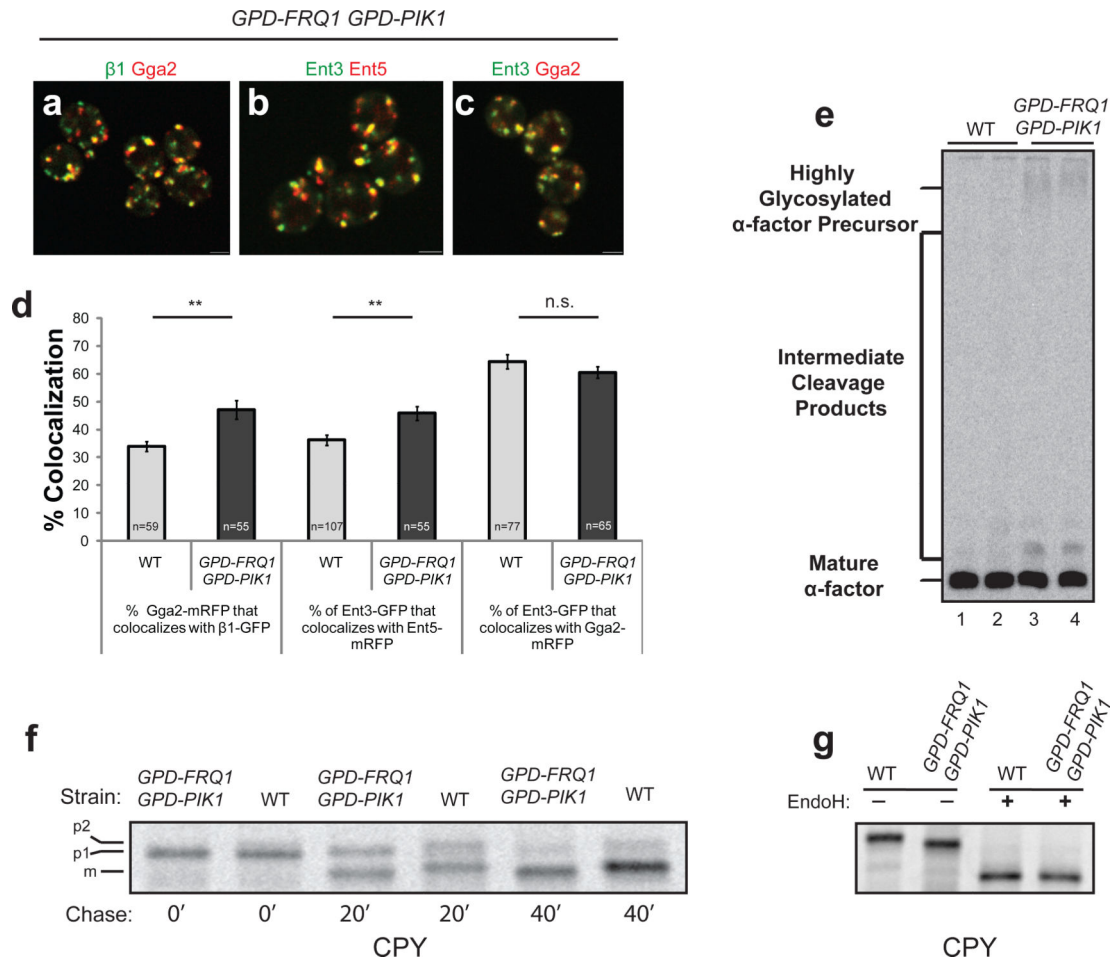 GPD-FRQ1 GPD-PIK1
β1 Gga2
Ent3 Ent5
Ent3 Gga2
a
b
c
d
**
**
n.s.
% Colocalization
80
70
60
50
40
30
20
10
0
n=59
n=55
n=107
n=55
n=77
n=65
WT
GPD-FRQ1
GPD-PIK1
WT
GPD-FRQ1
GPD-PIK1
WT
GPD-FRQ1
GPD-PIK1
% Gga2-mRFP that
colocalizes with β1-GFP
% of Ent3-GFP that
colocalizes with Ent5-
mRFP
% of Ent3-GFP that
colocalizes with Gga2-
mRFP
e
WT
GPD-FRQ1
GPD-PIK1
Highly
Glycosylated
α-factor Precursor
Intermediate
Cleavage
Products
Mature
α-factor
1 2 3 4
f
Strain:
GPD-FRQ1
GPD-PIK1
WT
GPD-FRQ1
GPD-PIK1
WT
GPD-FRQ1
GPD-PIK1
WT
p2
p1
m
Chase: 0' 0' 20' 20' 40' 40'
CPY
g
WT
GPD-FRQ1
GPD-PIK1
WT
GPD-FRQ1
GPD-PIK1
EndoH: – – + +
CPY